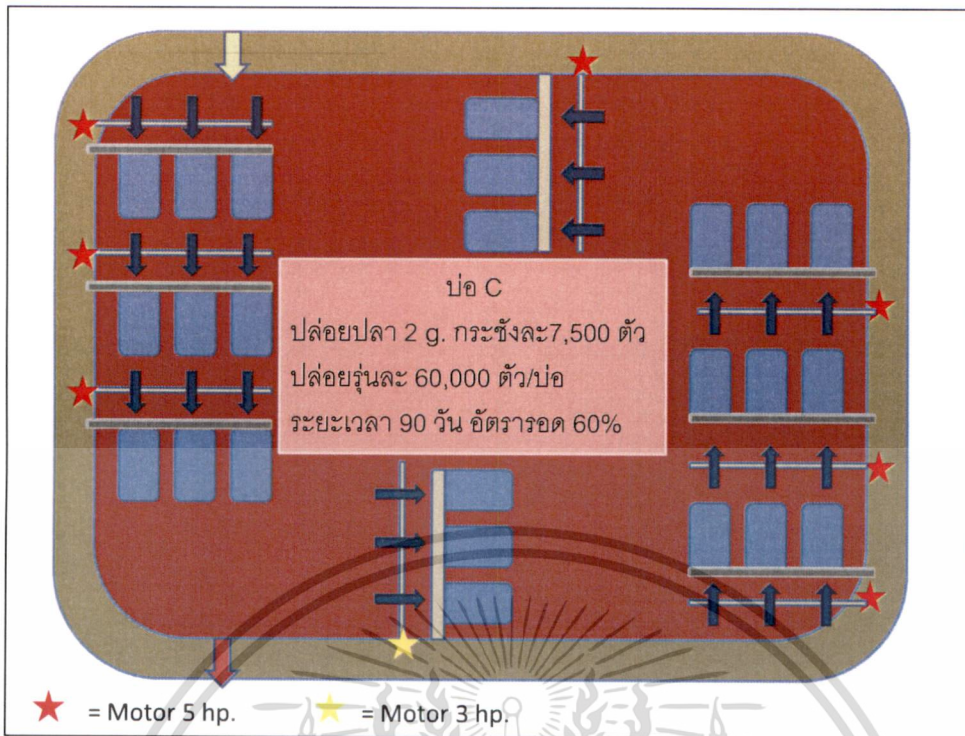 บ่อ C
ปล่อยปลา 2 g. กระชังละ7,500 ตัว
ปล่อยรุ่นละ 60,000 ตัว/บ่อ
ระยะเวลา 90 วัน อัตรารอด 60%
= Motor 5 hp. = Motor 3 hp.